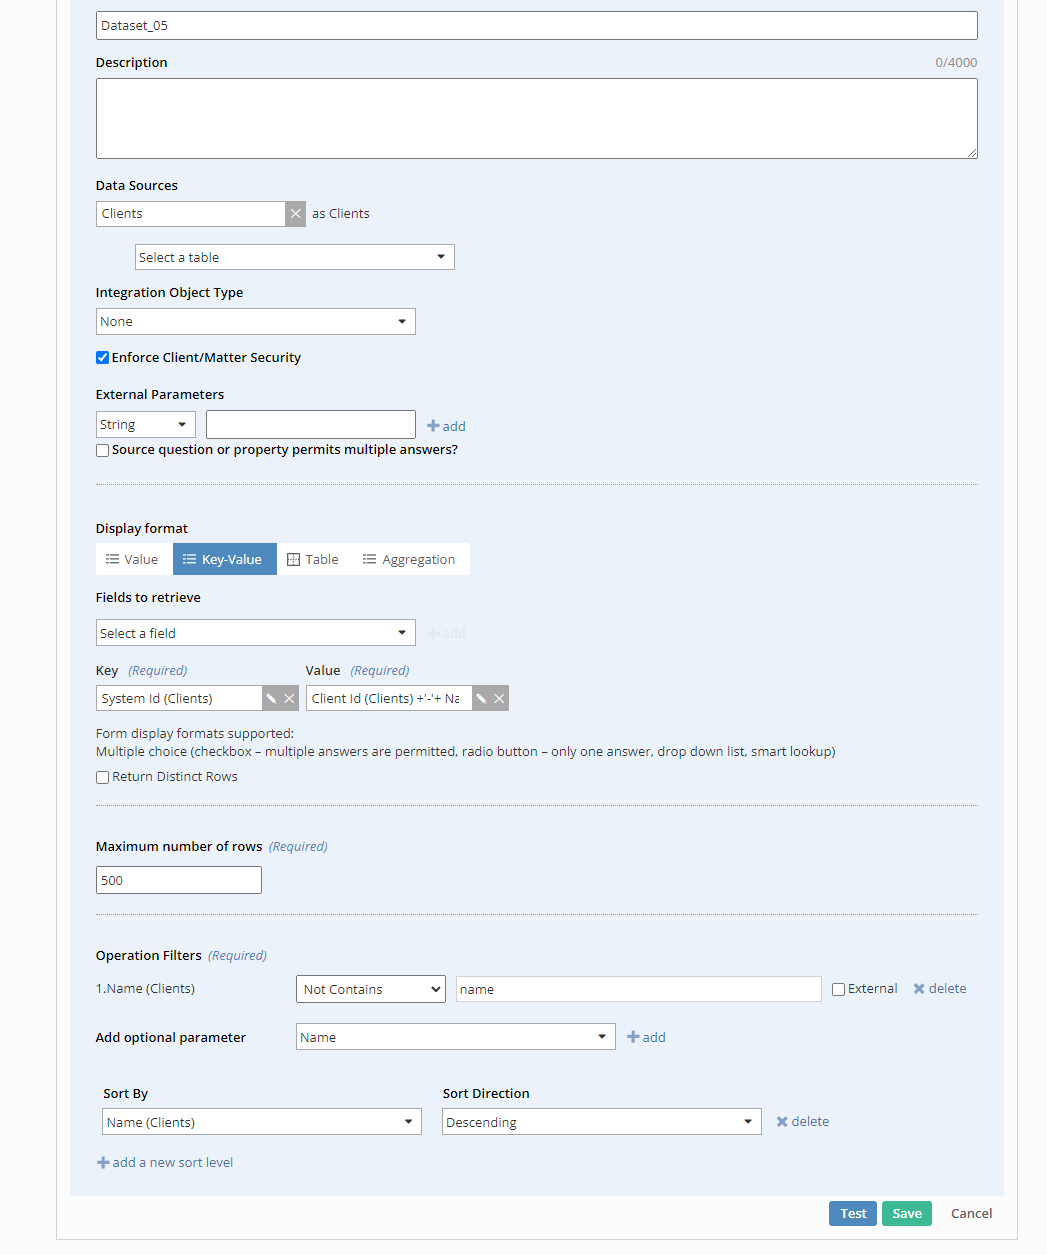 Dataset_05
Description 0/4000
Data Sources
Clients as Clients
Select a table
Integration Object Type
None
Enforce Client/Matter Security
External Parameters
String add
Source question or property permits multiple answers?
Display format
Value Key-Value Table Aggregation
Fields to retrieve
Select a field add
Key (Required) Value (Required)
System Id (Clients) Client Id (Clients) +'-'+ Na
Form display formats supported:
Multiple choice (checkbox – multiple answers are permitted, radio button – only one answer, drop down list, smart lookup)
Return Distinct Rows
Maximum number of rows (Required)
500
Operation Filters (Required)
1.Name (Clients) Not Contains name External delete
Add optional parameter Name add
Sort By Sort Direction
Name (Clients) Descending delete
add a new sort level
Test Save Cancel